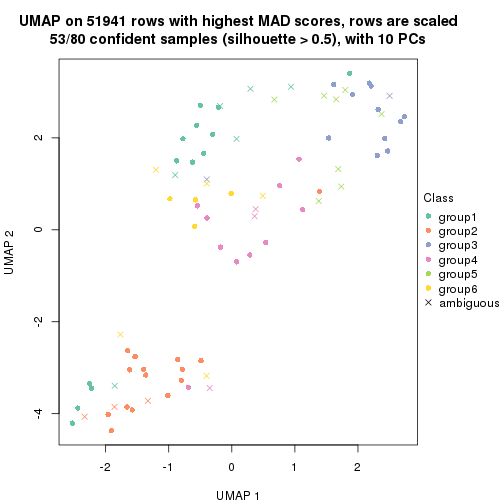 UMAP on 51941 rows with highest MAD scores, rows are scaled
53/80 confident samples (silhouette > 0.5), with 10 PCs
UMAP 2
2
0
-2
-4
-2
-1
0
1
2
UMAP 1
Class
group1
group2
group3
group4
group5
group6
ambiguous